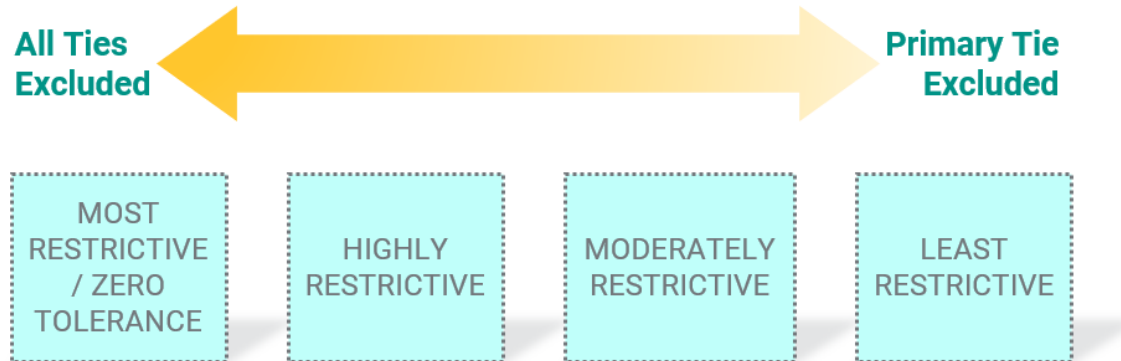 All Ties
Excluded
Primary Tie
Excluded
MOST
RESTRICTIVE
/ ZERO
TOLERANCE
HIGHLY
RESTRICTIVE
MODERATELY
RESTRICTIVE
LEAST
RESTRICTIVE